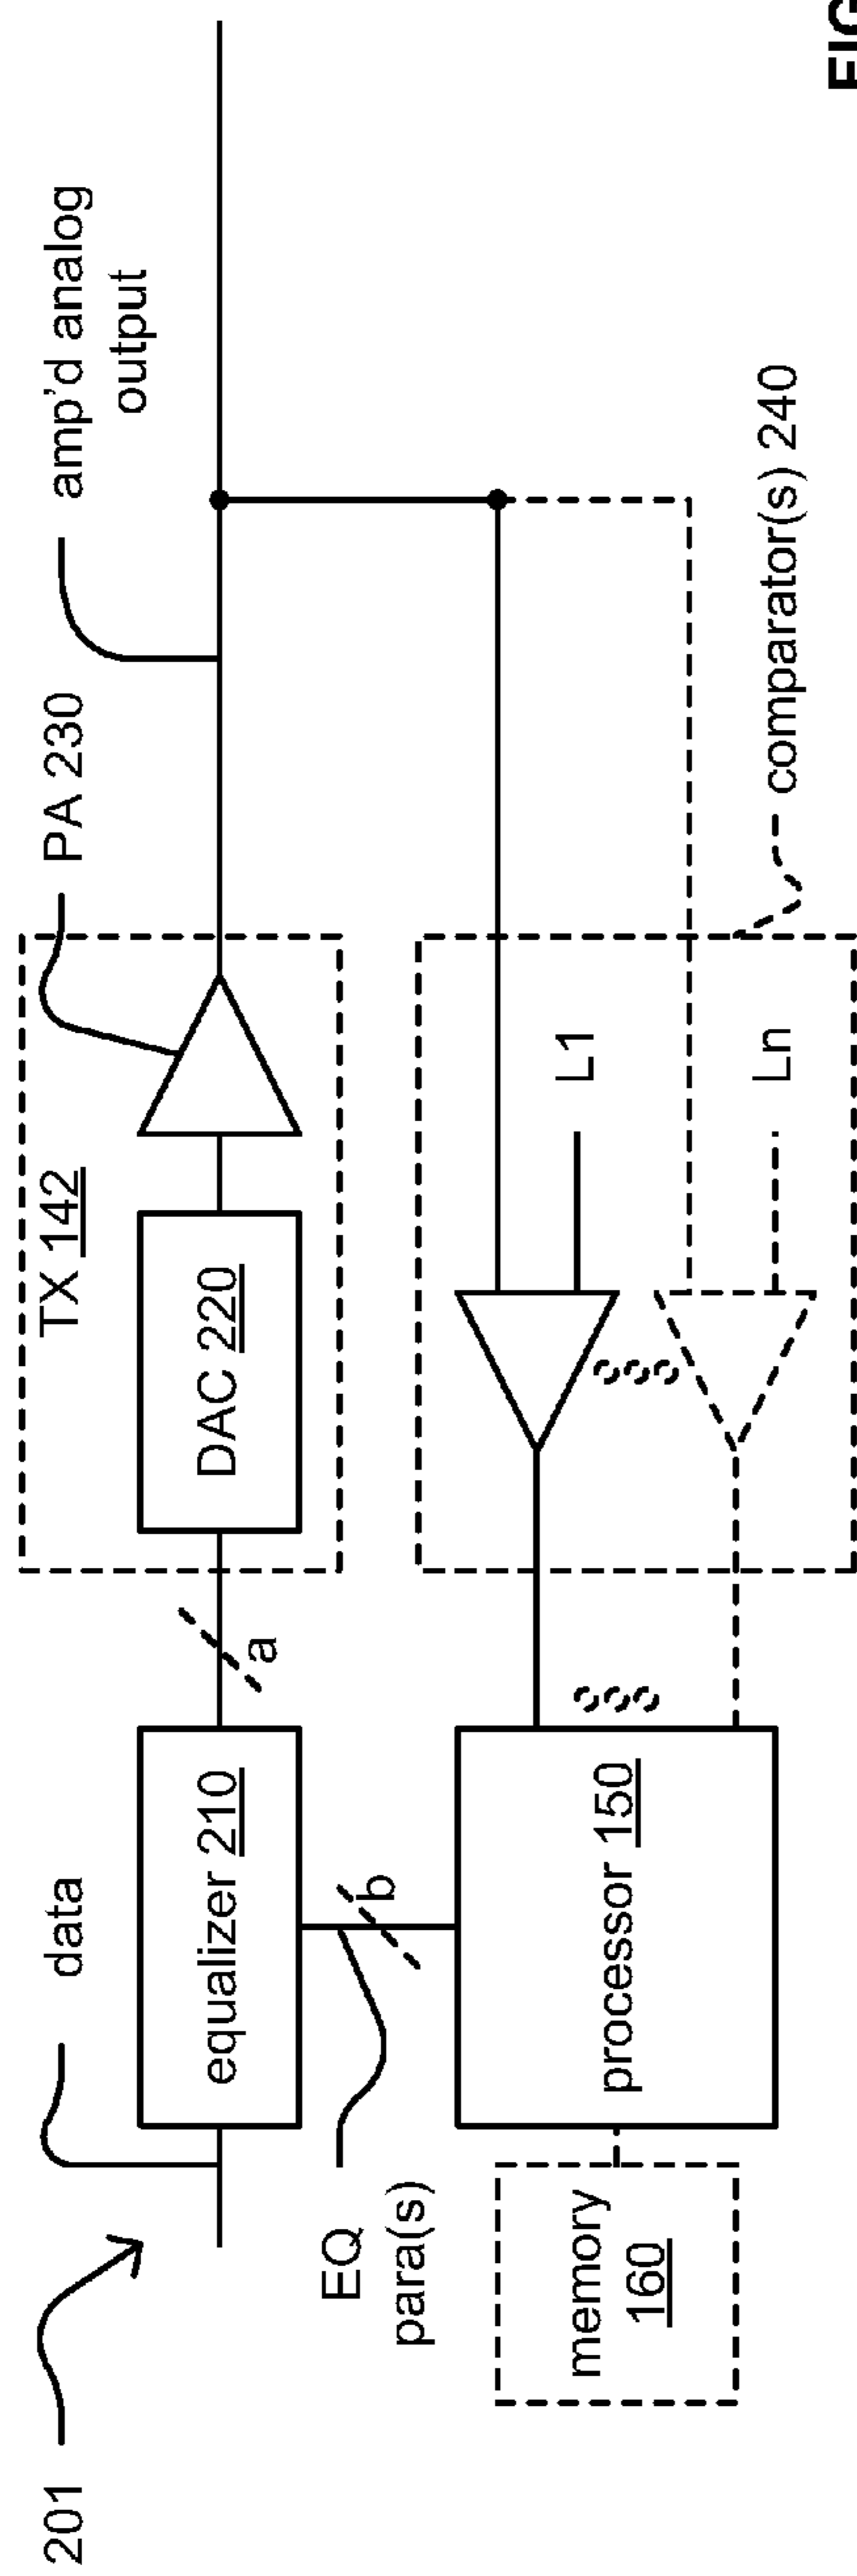 201
data
PA 230
amp'd analog
output
TX 142
equalizer 210
a
DAC 220
EQ
para(s)
b
L1
Ln
memory
160
processor 150
comparator(s) 240
FIG